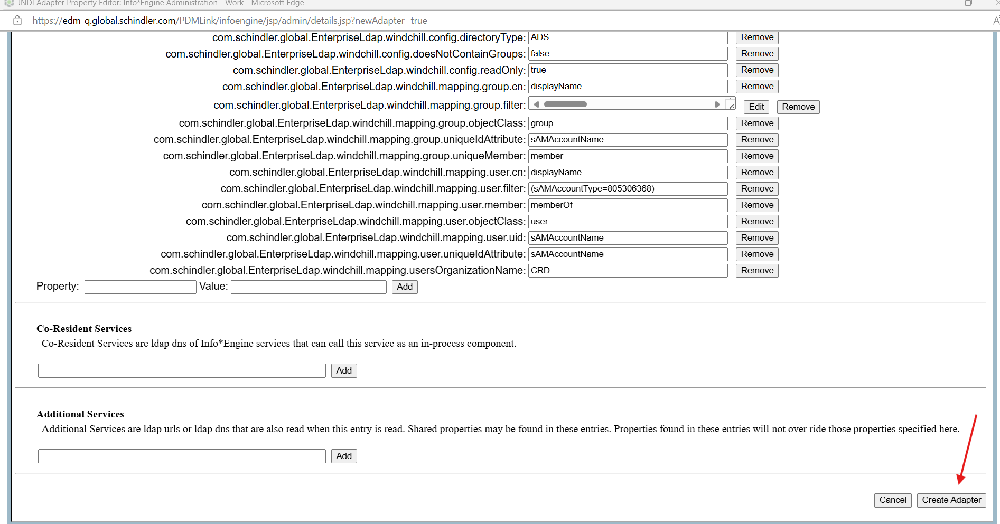 JNDI Adapter Property Editor: Info*Engine Administration - Work - Microsoft Edge
https://edm-q.global.schindler.com/PDMLink/infoengine/jsp/admin/details.jsp?newAdapter=true
com.schindler.global.EnterpriseLdap.windchill.config.directoryType: ADS Remove
com.schindler.global.EnterpriseLdap.windchill.config.doesNotContainGroups: false Remove
com.schindler.global.EnterpriseLdap.windchill.config.readOnly: true Remove
com.schindler.global.EnterpriseLdap.windchill.mapping.group.cn: displayName Remove
com.schindler.global.EnterpriseLdap.windchill.mapping.group.filter: Edit Remove
com.schindler.global.EnterpriseLdap.windchill.mapping.group.objectClass: group Remove
com.schindler.global.EnterpriseLdap.windchill.mapping.group.uniqueIdAttribute: sAMAccountName Remove
com.schindler.global.EnterpriseLdap.windchill.mapping.group.uniqueMember: member Remove
com.schindler.global.EnterpriseLdap.windchill.mapping.user.cn: displayName Remove
com.schindler.global.EnterpriseLdap.windchill.mapping.user.filter: (sAMAccountType=805306368) Remove
com.schindler.global.EnterpriseLdap.windchill.mapping.user.member: memberOf Remove
com.schindler.global.EnterpriseLdap.windchill.mapping.user.objectClass: user Remove
com.schindler.global.EnterpriseLdap.windchill.mapping.user.uid: sAMAccountName Remove
com.schindler.global.EnterpriseLdap.windchill.mapping.user.uniqueIdAttribute: sAMAccountName Remove
com.schindler.global.EnterpriseLdap.windchill.mapping.usersOrganizationName: CRD Remove
Property: Value: Add
Co-Resident Services
Co-Resident Services are ldap dns of Info*Engine services that can call this service as an in-process component.
Add
Additional Services
Additional Services are ldap urls or ldap dns that are also read when this entry is read. Shared properties may be found in these entries. Properties found in these entries will not over ride those properties specified here.
Add
Cancel Create Adapter